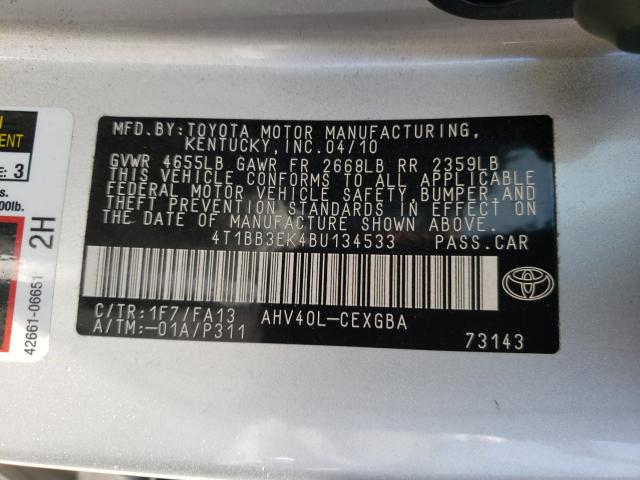 MFD.BY:TOYOTA MOTOR MANUFACTURING,
KENTUCKY,INC.04/10
GVWR 4655LB GAWR FR 2668LB RR 2359LB
THIS VEHICLE CONFORMS TO ALL APPLICABLE
FEDERAL MOTOR VEHICLE SAFETY,BUMPER AND
THEFT PREVENTION STANDARDS IN EFFECT ON
THE DATE OF MANUFACTURE SHOWN ABOVE.
4T1BB3EK4BU134533 PASS.CAR
C/TR:1F7/FA13 AHV40L-CEXGBA
A/TM:-01A/P311
73143
E: 3
s.
00lb.
2H
42661-06651